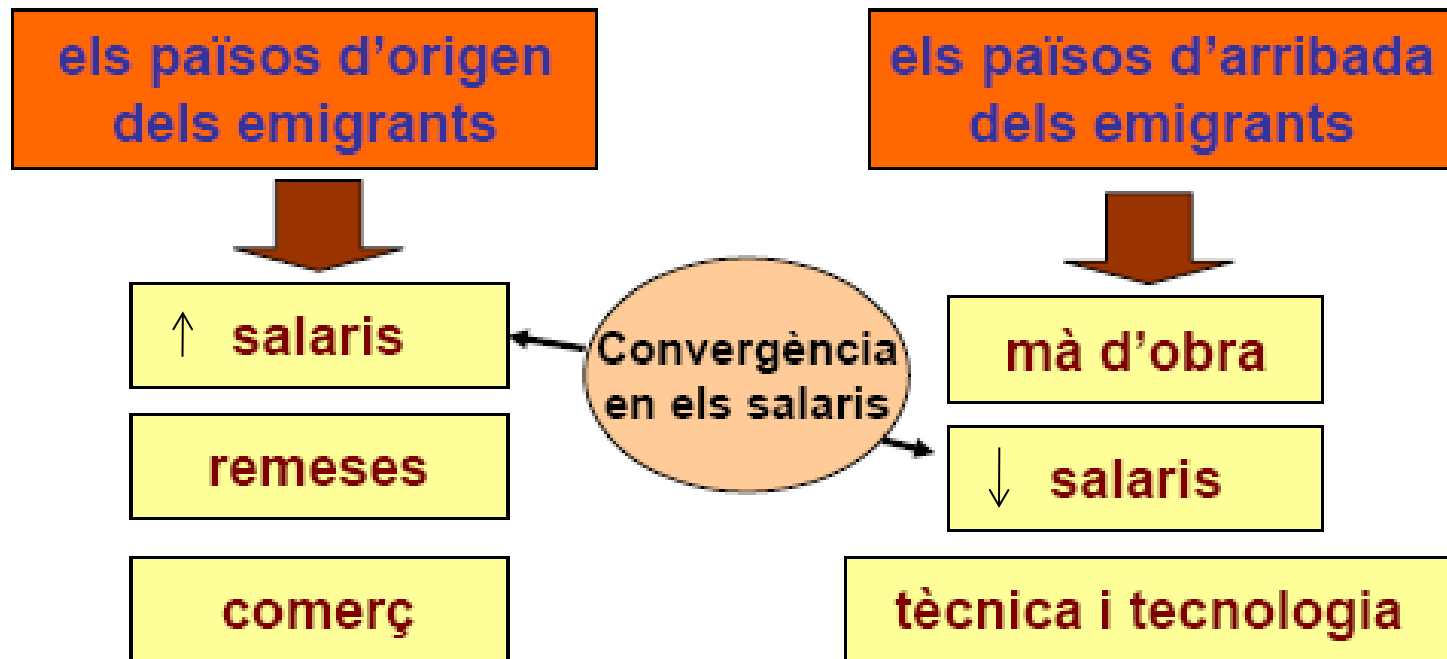 els països d'origen
dels emigrants
els països d'arribada
dels emigrants
↑ salaris
remeses
comerç
Convergència
en els salaris
mà d'obra
↓ salaris
tècnica i tecnologia